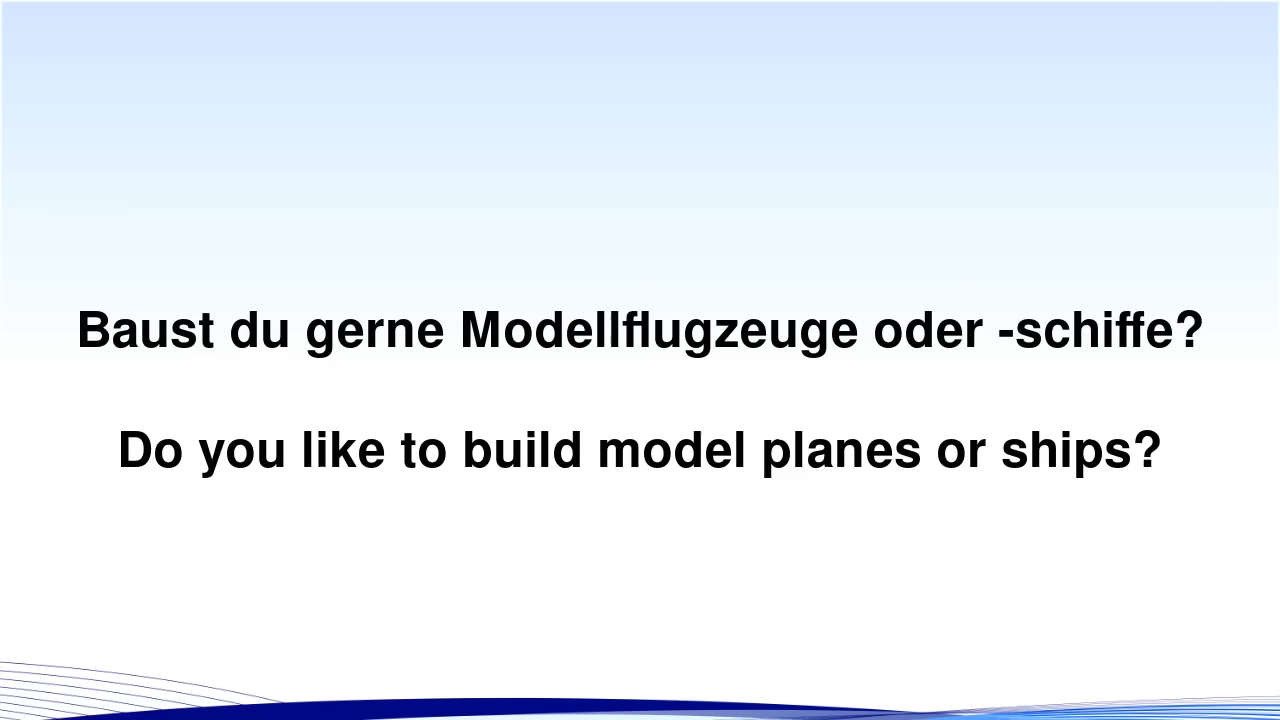 Baust du gerne Modellflugzeuge oder -schiffe?
Do you like to build model planes or ships?